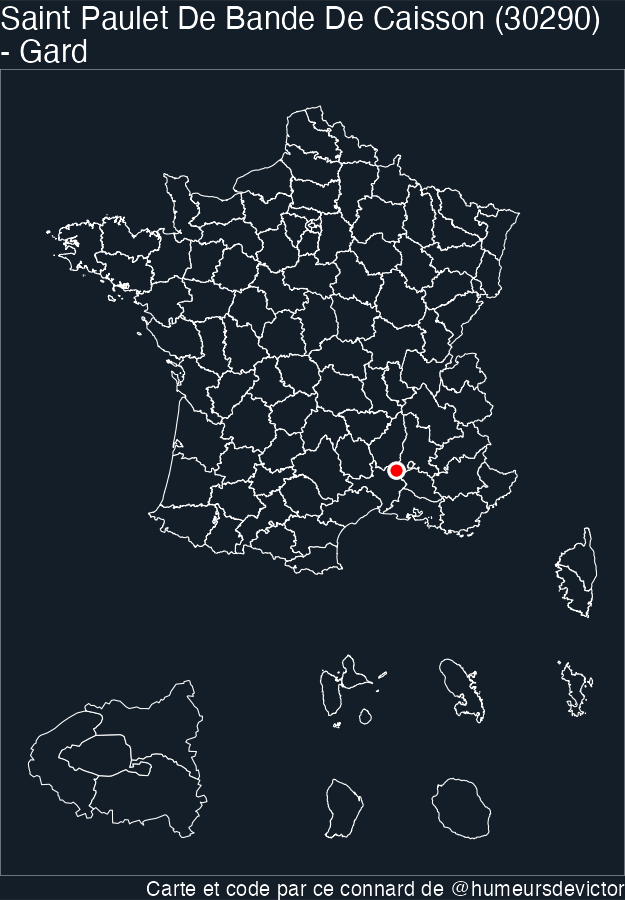 Saint Paulet De Bande De Caisson (30290)
- Gard
Carte et code par ce connard de @humeursdevictor